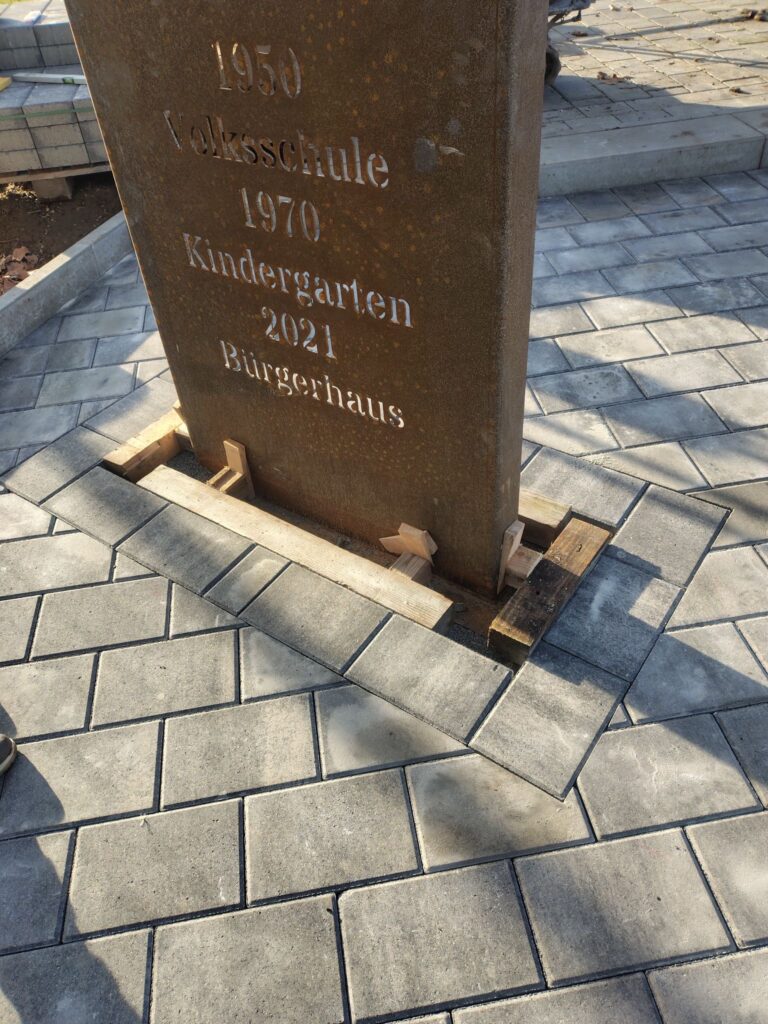 1950
Volksschule
1970
Kindergarten
2021
Bürgerhaus